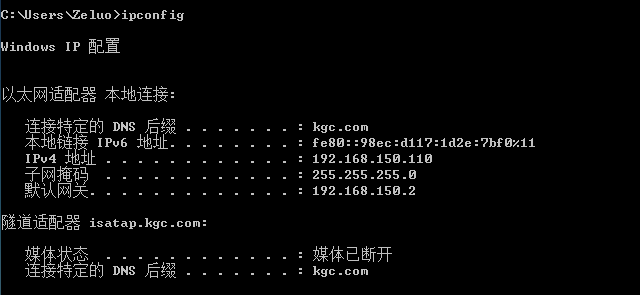 C:\Users\Zeluo>ipconfig
Windows IP 配置
以太网适配器 本地连接:
连接特定的 DNS 后缀 . . . . . . . : kgc.com
本地链接 IPv6 地址. . . . . . . . : fe80::98ec:d117:1d2e:7bf0%11
IPv4 地址 . . . . . . . . . . . . : 192.168.150.110
子网掩码 . . . . . . . . . . . . : 255.255.255.0
默认网关. . . . . . . . . . . . . : 192.168.150.2
隧道适配器 isatap.kgc.com:
媒体状态 . . . . . . . . . . . . : 媒体已断开
连接特定的 DNS 后缀 . . . . . . . : kgc.com